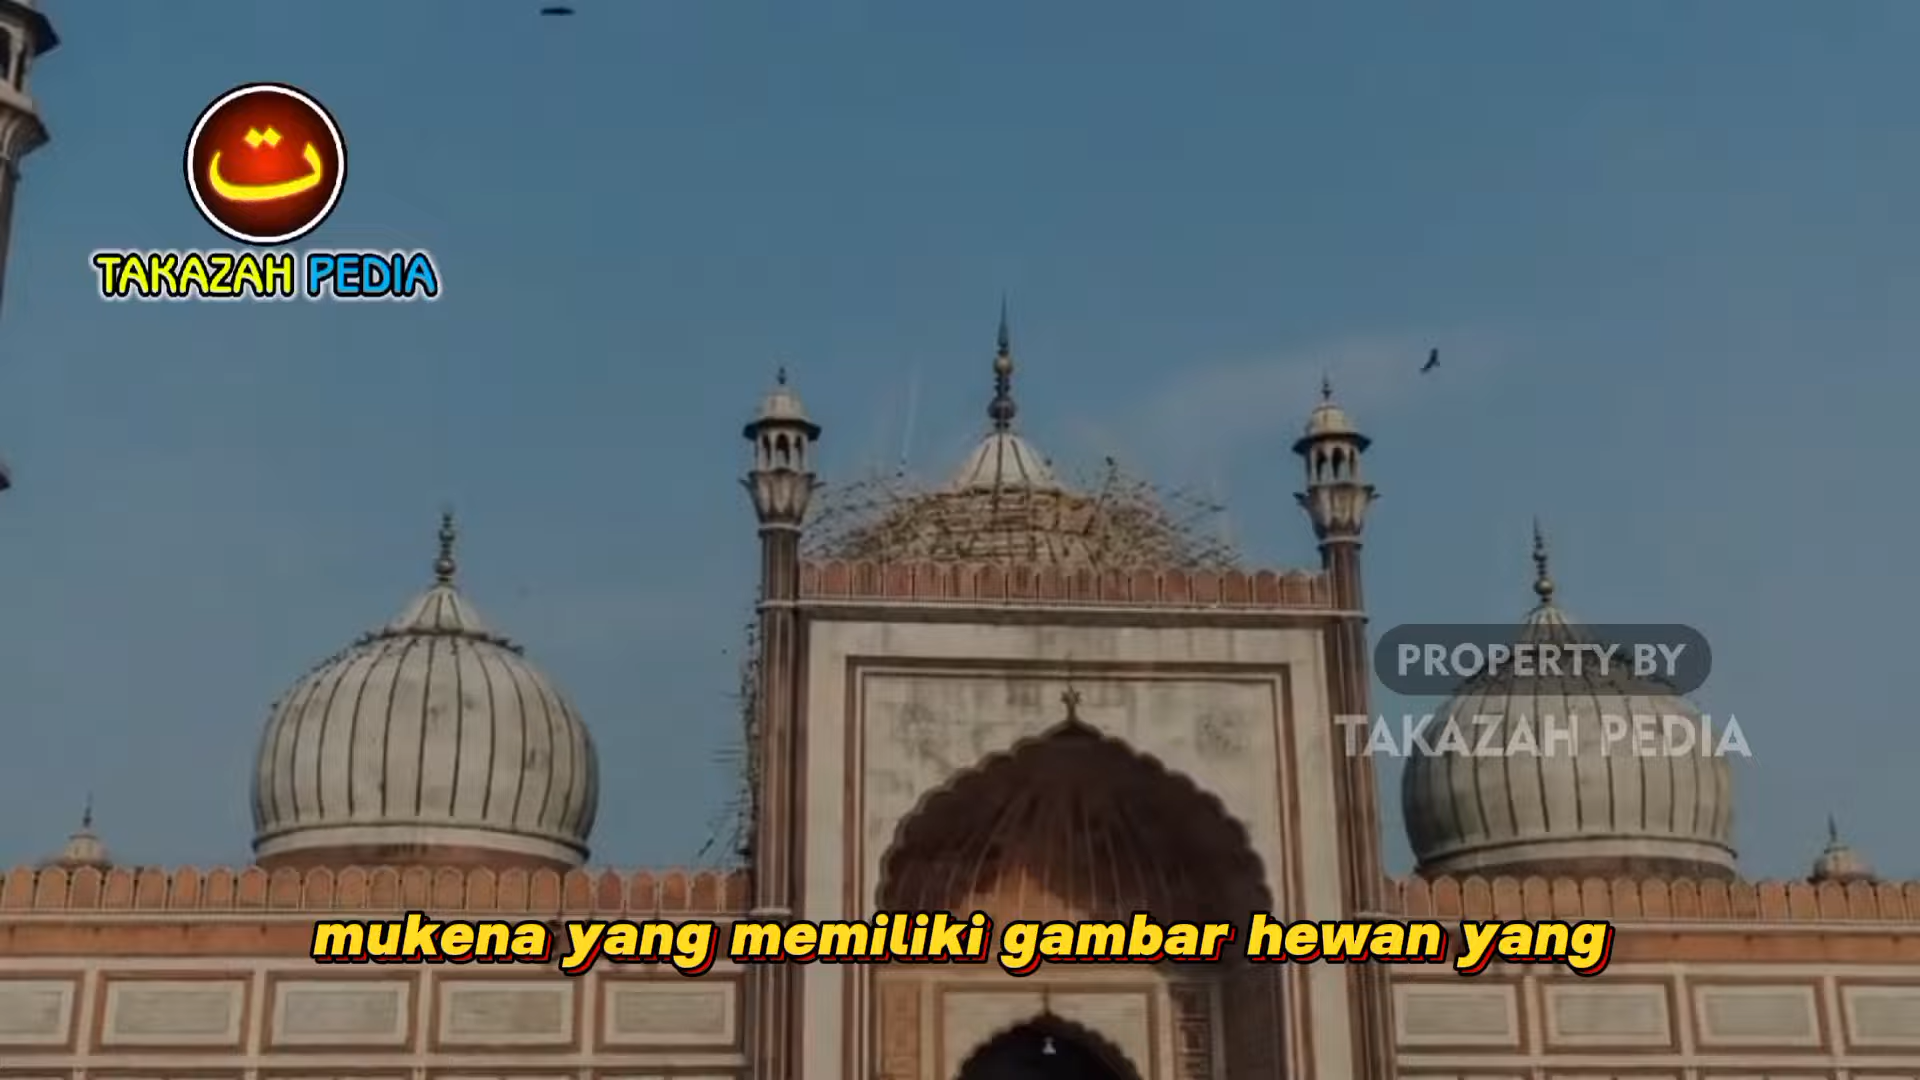 ت
TAKAZAH PEDIA
PROPERTY BY
TAKAZAH PEDIA
mukena yang memiliki gambar hewan yang